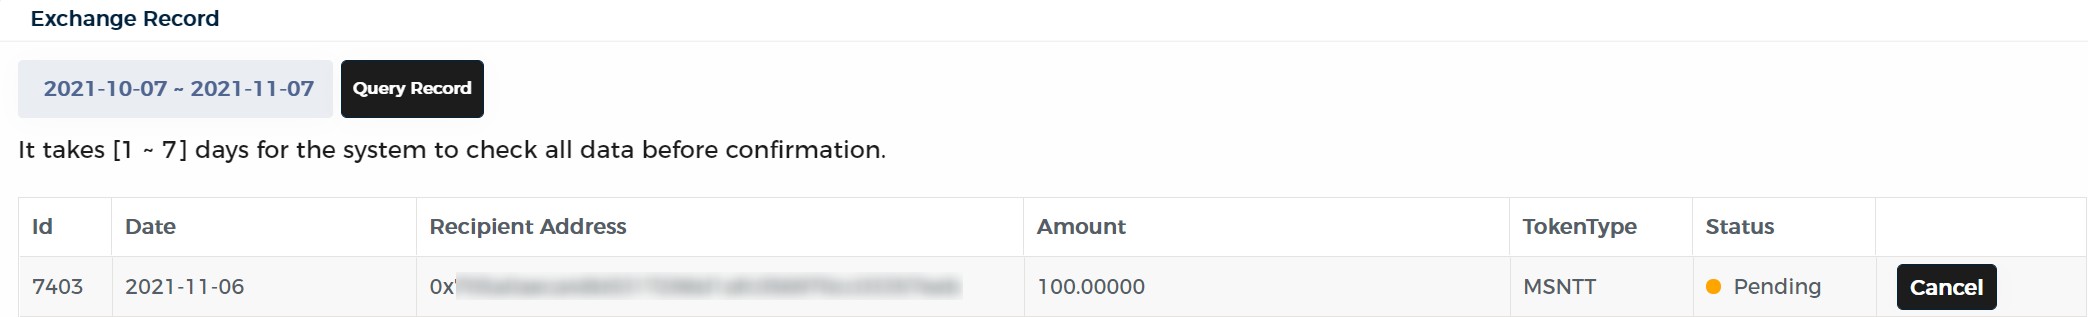 Exchange Record
2021-10-07 ~ 2021-11-07 Query Record
It takes [1 ~ 7] days for the system to check all data before confirmation.
Id Date Recipient Address Amount TokenType Status
7403 2021-11-06 0x 100.00000 MSNTT Pending Cancel